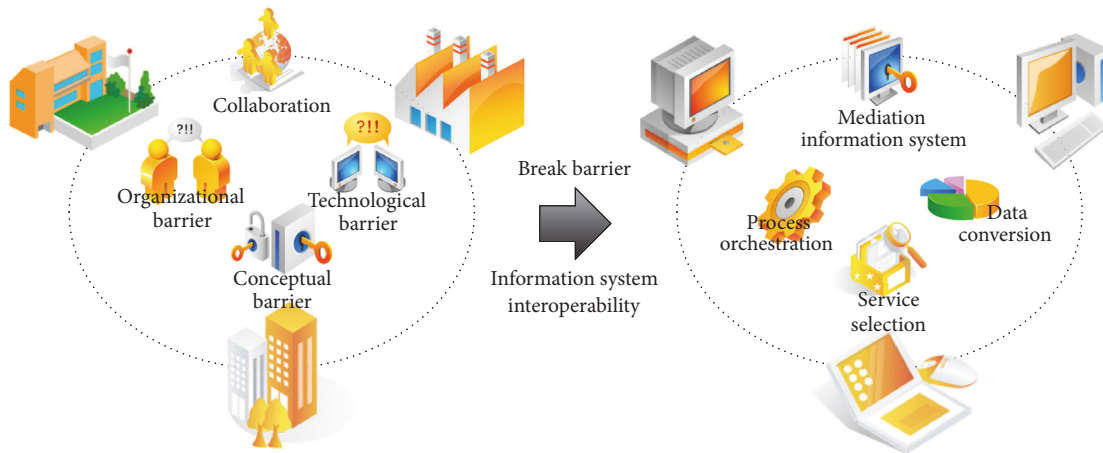 Collaboration
?!!
?!!
Organizational
barrier
Technological
barrier
Conceptual
barrier
Break barrier
Information system
interoperability
Mediation
information system
Process
orchestration
Data
conversion
Service
selection